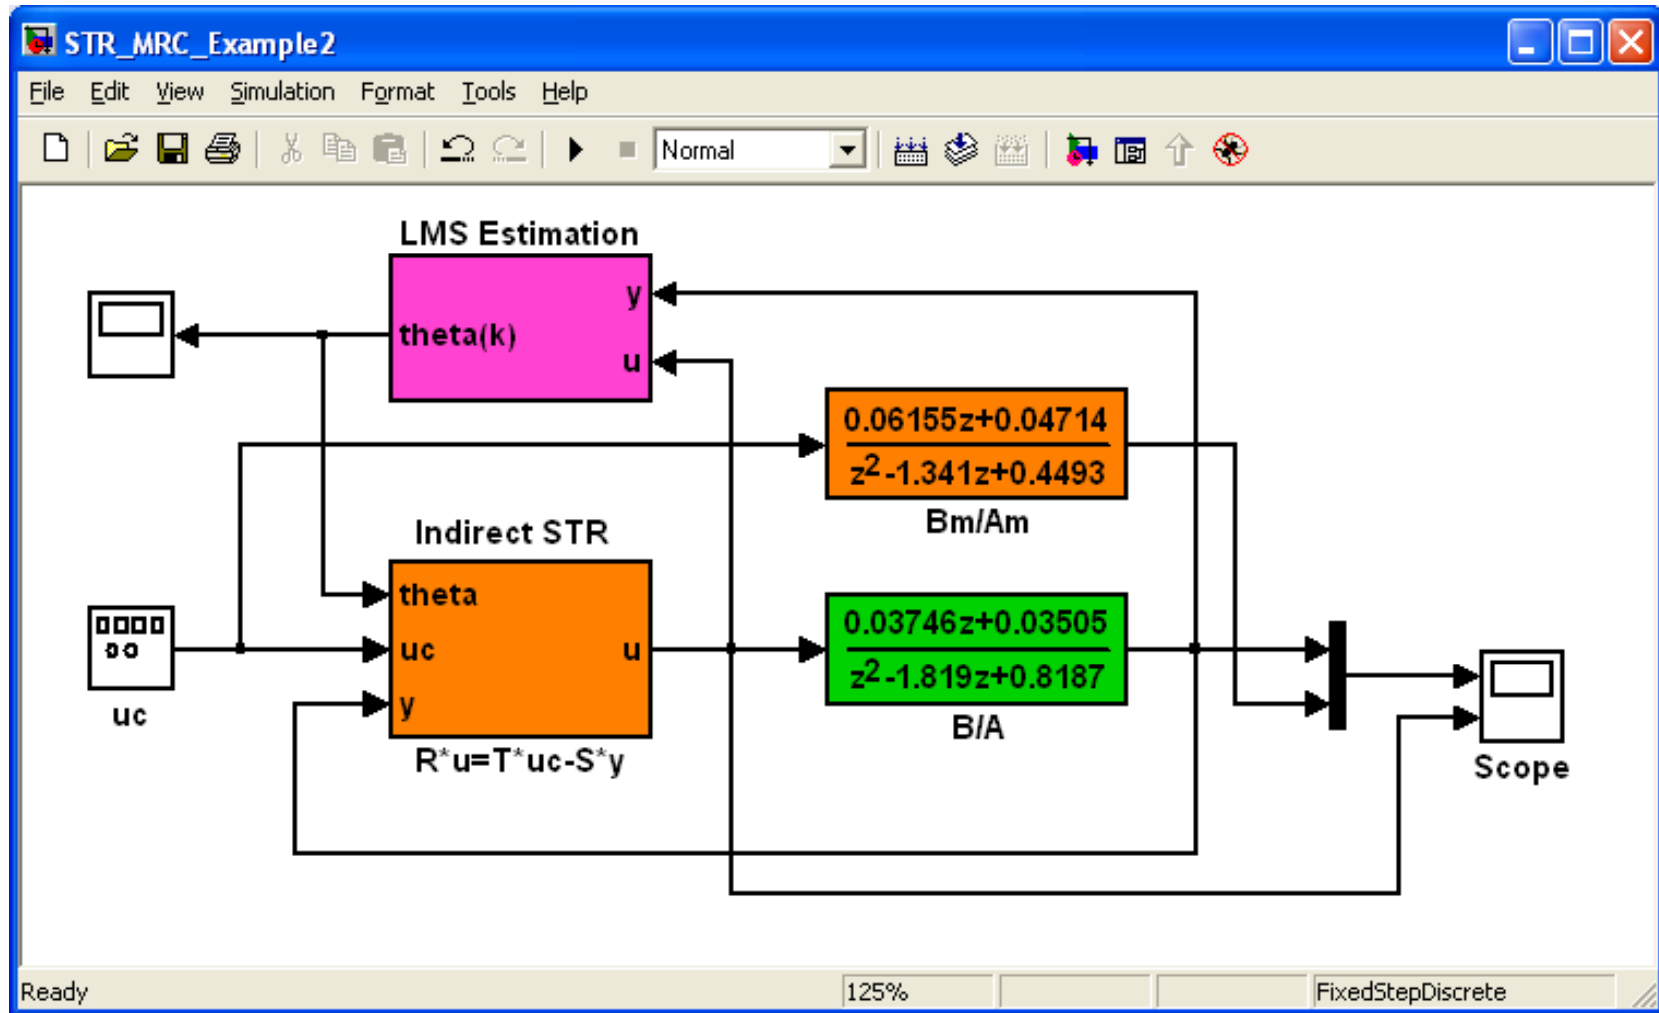 STR_MRC_Example2
File Edit View Simulation Format Tools Help
Normal
LMS Estimation
y
theta(k)
u
0.06155z+0.04714
z2-1.341z+0.4493
Bm/Am
Indirect STR
theta
uc
u
y
R*u=T*uc-S*y
uc
0.03746z+0.03505
z2-1.819z+0.8187
B/A
Scope
Ready 125% FixedStepDiscrete